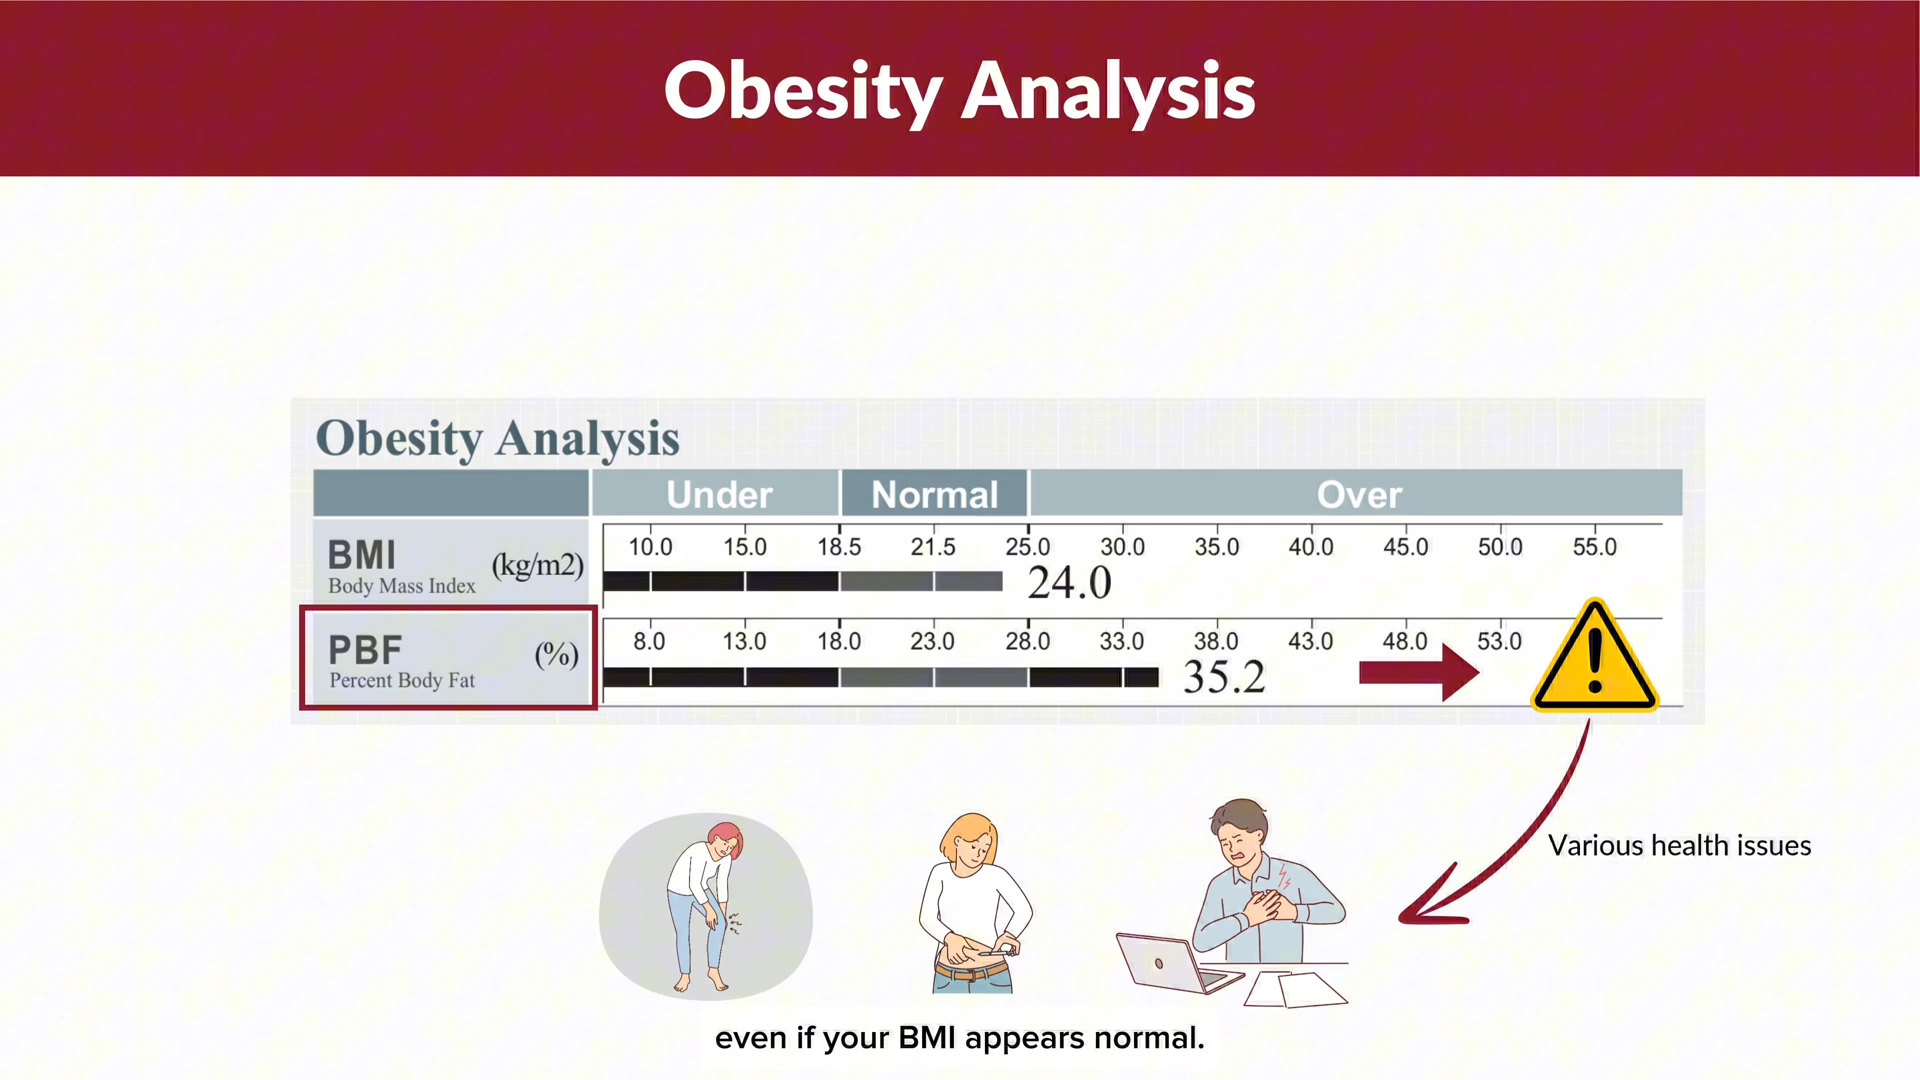 Obesity Analysis
Obesity Analysis
Under Normal Over
BMI (kg/m2)
Body Mass Index
10.0 15.0 18.5 21.5 25.0 30.0 35.0 40.0 45.0 50.0 55.0
24.0
PBF (%)
Percent Body Fat
8.0 13.0 18.0 23.0 28.0 33.0 38.0 43.0 48.0 53.0
35.2
Various health issues
even if your BMI appears normal.